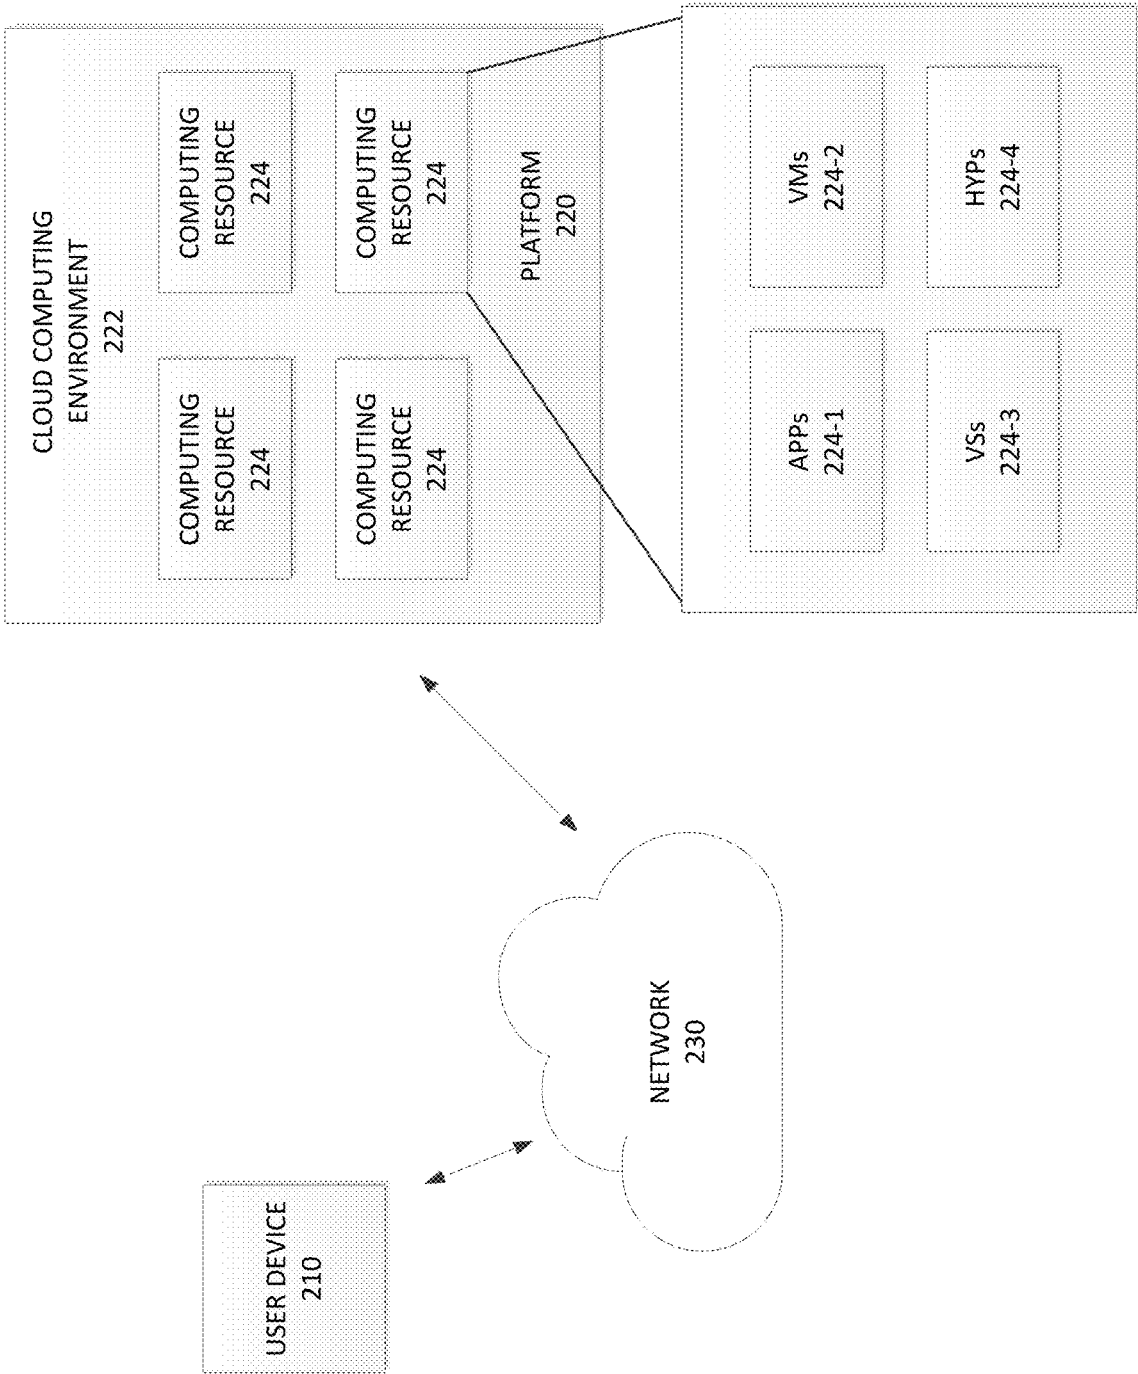 CLOUD COMPUTING
ENVIRONMENT
222
COMPUTING
RESOURCE
224
COMPUTING
RESOURCE
224
COMPUTING
RESOURCE
224
COMPUTING
RESOURCE
224
PLATFORM
220
USER DEVICE
210
NETWORK
230
APPs
224-1
VMs
224-2
VSs
224-3
HYPs
224-4